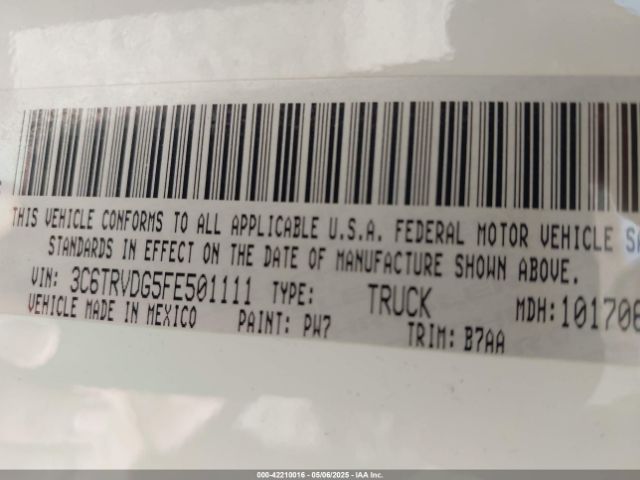 THIS VEHICLE CONFORMS TO ALL APPLICABLE U.S.A. FEDERAL MOTOR VEHICLE SA
STANDARDS IN EFFECT ON THE DATE OF MANUFACTURE SHOWN ABOVE.
VIN: 3C6TRVDG5FE501111 TYPE: TRUCK MDH: 101706
VEHICLE MADE IN MEXICO PAINT: PW7 TRIM: B7AA
000-42210016 | 05/06/2025 | IAA Inc.